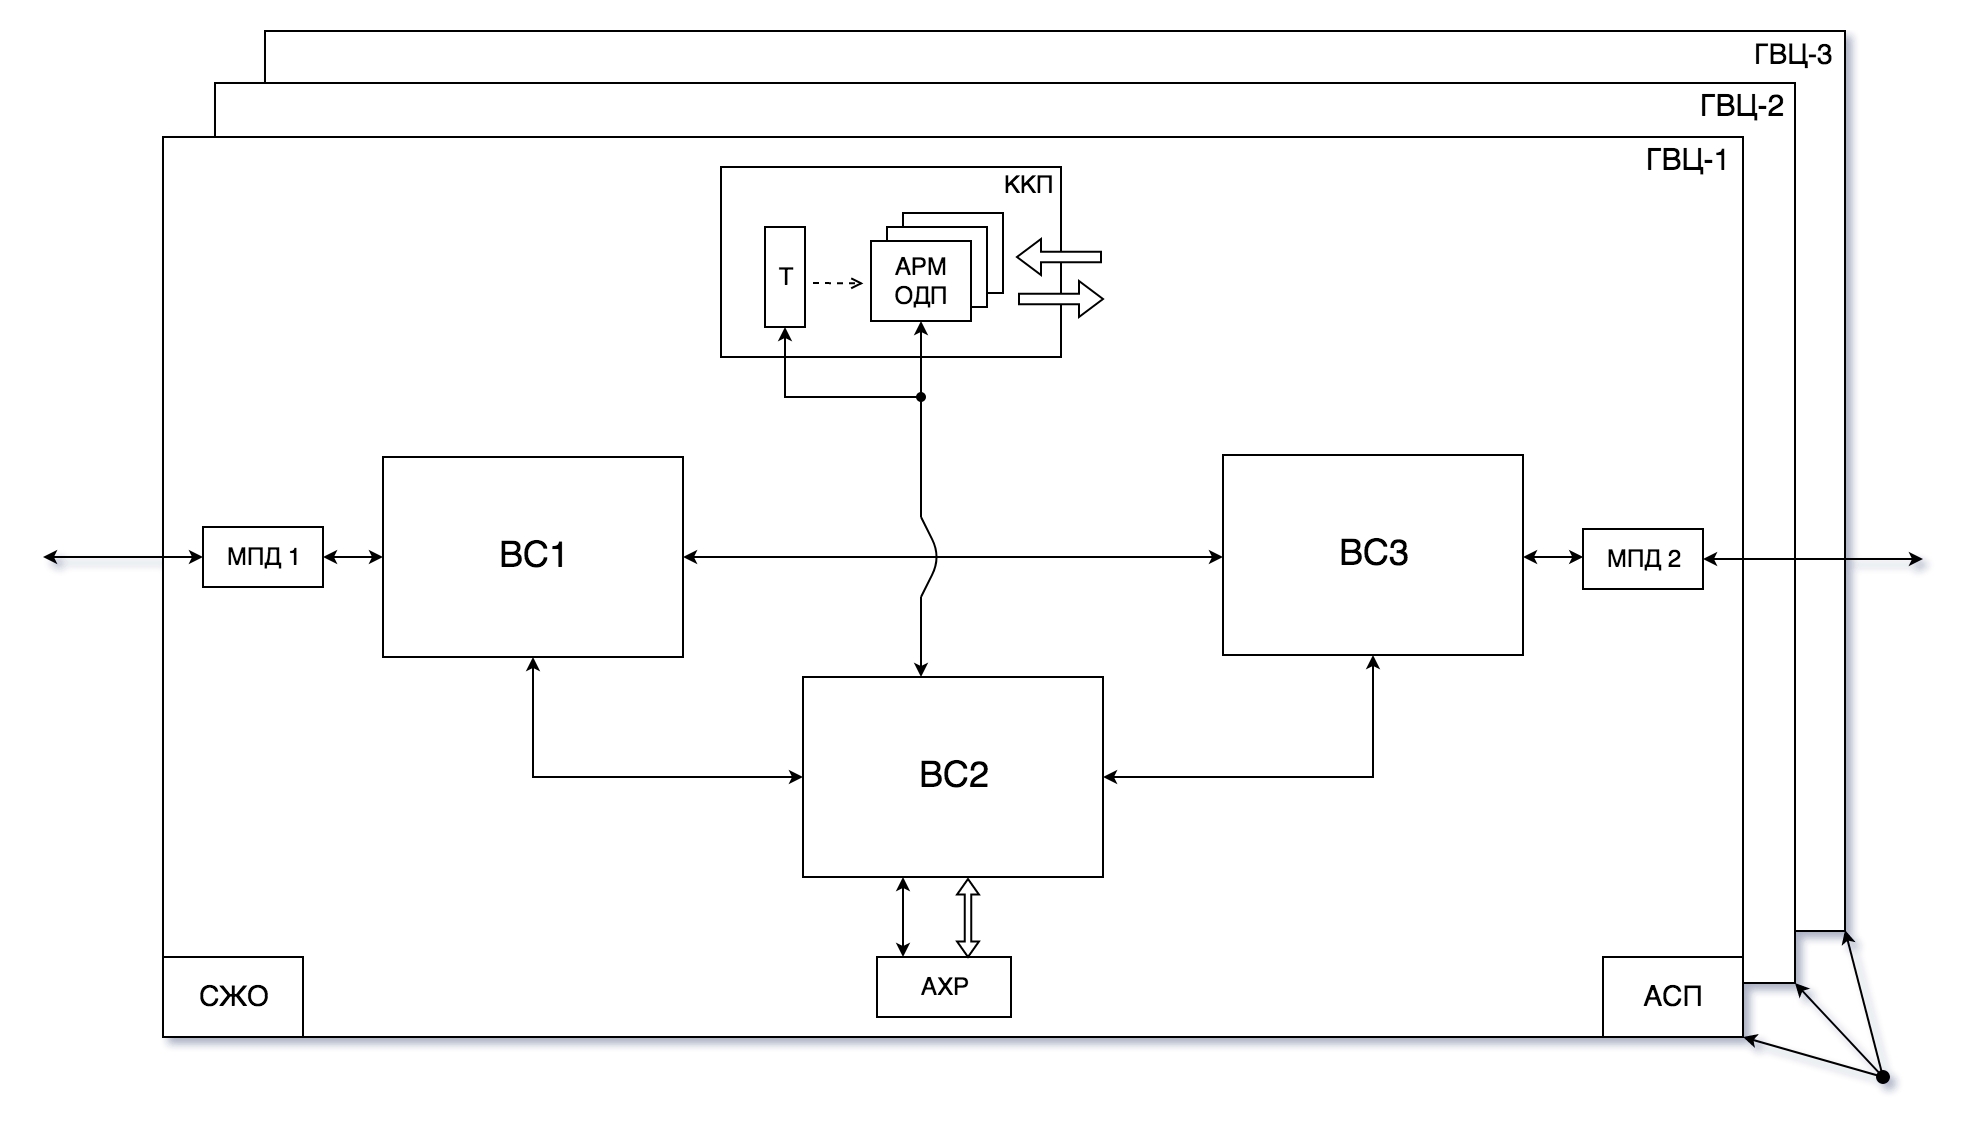 ГВЦ-3
ГВЦ-2
ГВЦ-1
ККП
Т
АРМ
ОДП
МПД 1
ВС1
ВС3
МПД 2
ВС2
АХР
СЖО
АСП